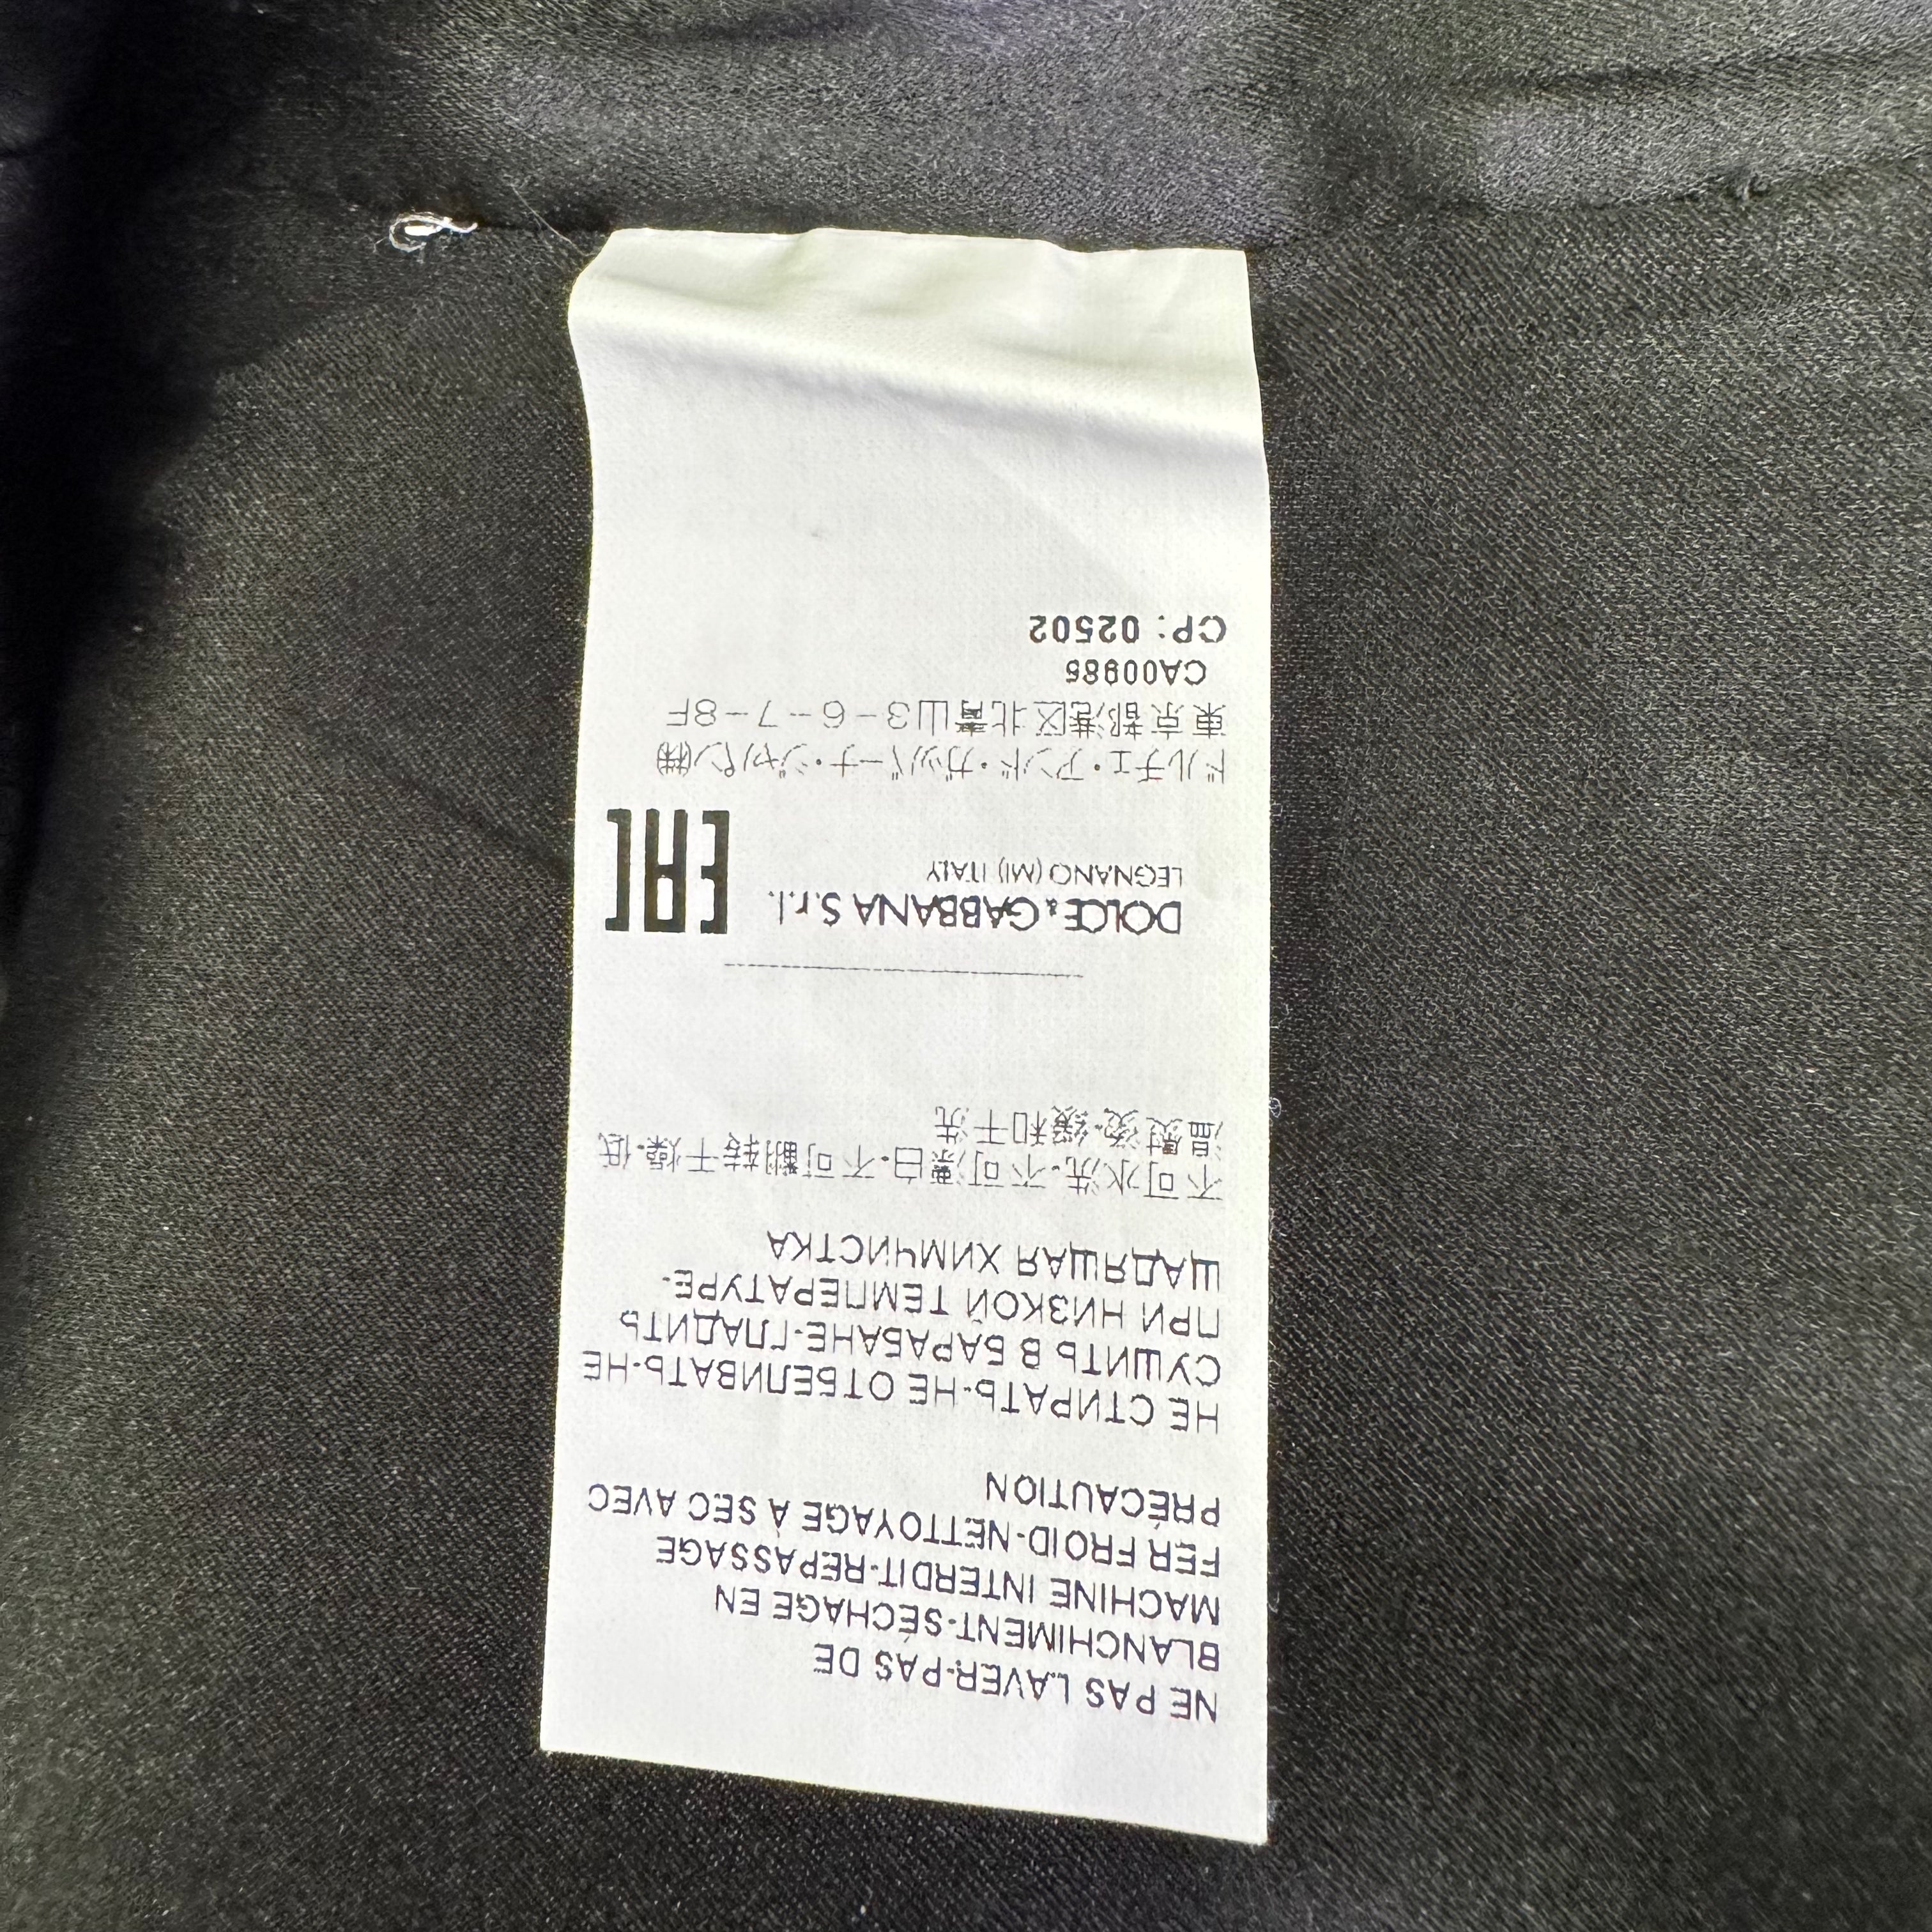 NE PAS LAVER-PAS DE
BLANCHIMENT-SÉCHAGE EN
MACHINE INTERDIT-REPASSAGE
FER FROID-NETTOYAGE À SEC AVEC
PRÉCAUTION
НЕ СТИРАТЬ-НЕ ОТБЕЛИВАТЬ-НЕ
СУШИТЬ В БАРАБАНЕ-ГЛАДИТЬ
ПРИ НИЗКОЙ ТЕМПЕРАТУРЕ-
ЩАДЯЩАЯ ХИМЧИСТКА
不可水洗-不可漂白-不可翻转干燥-低
温熨烫-缓和干洗
DOLCE & GABBANA S.r.l.
LEGNANO (MI) ITALY
EAC
ドルチェ・アンド・ガッバーナ・ジャパン㈱
東京都港区北青山3-6-7-8F
CA00985
CP: 02502